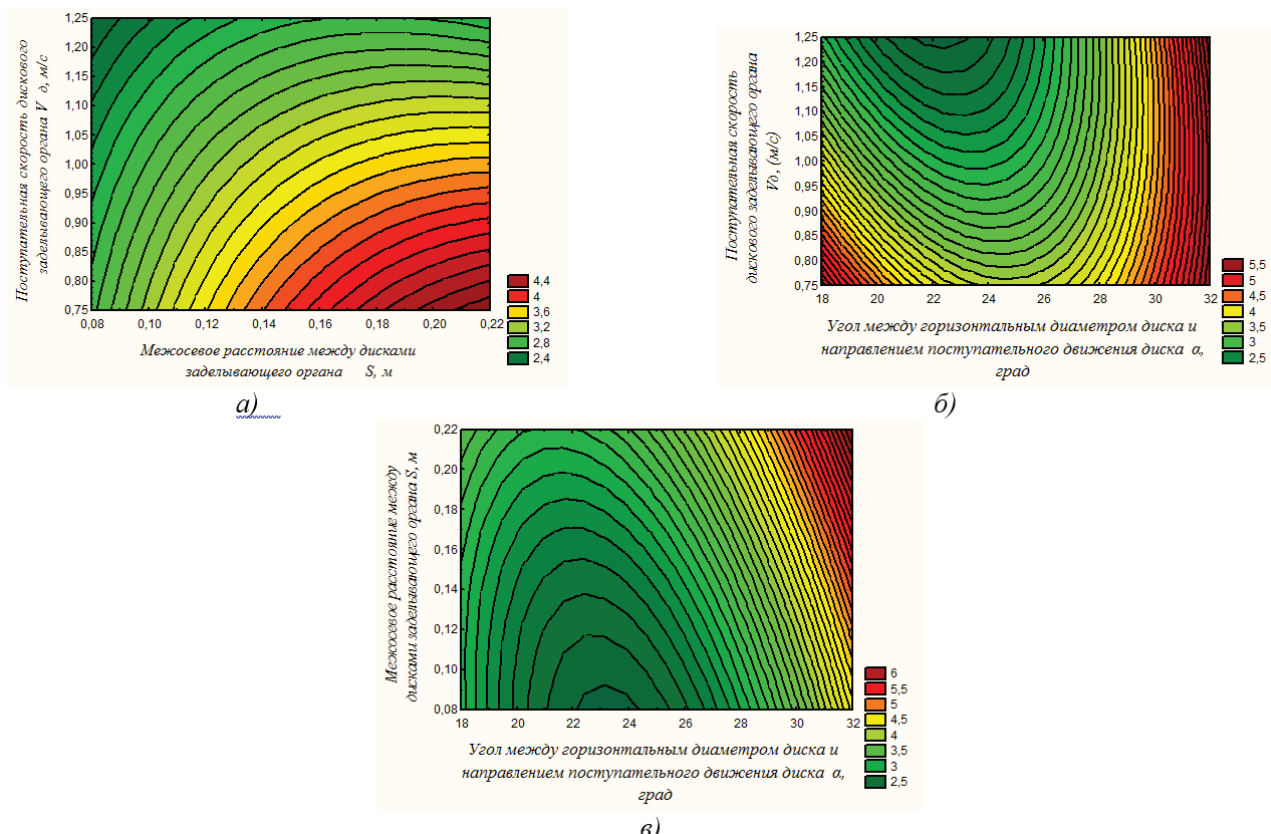 Поступательная скорость дискового
заделывающего органа V д, м/с
1,25
1,20
1,15
1,10
1,05
1,00
0,95
0,90
0,85
0,80
0,75
0,08 0,10 0,12 0,14 0,16 0,18 0,20 0,22
Межосевое расстояние между дисками
заделывающего органа S, м
4,4
4
3,6
3,2
2,8
2,4
а)
Поступательная скорость
дискового заделывающего органа
Vд, (м/с)
1,25
1,20
1,15
1,10
1,05
1,00
0,95
0,90
0,85
0,80
0,75
18 20 22 24 26 28 30 32
Угол между горизонтальным диаметром диска и
направлением поступательного движения диска α,
град
5,5
5
4,5
4
3,5
3
2,5
б)
Межосевое расстояние между
дисками заделывающего органа S, м
0,22
0,20
0,18
0,16
0,14
0,12
0,10
0,08
18 20 22 24 26 28 30 32
Угол между горизонтальным диаметром диска и
направлением поступательного движения диска α,
град
6
5,5
5
4,5
4
3,5
3
2,5
в)